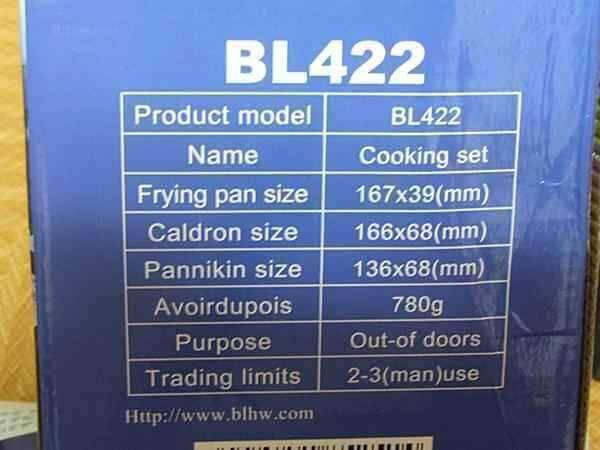 BL422
Product model BL422
Name Cooking set
Frying pan size 167x39(mm)
Caldron size 166x68(mm)
Pannikin size 136x68(mm)
Avoirdupois 780g
Purpose Out-of doors
Trading limits 2-3(man)use
Http://www.blhw.com